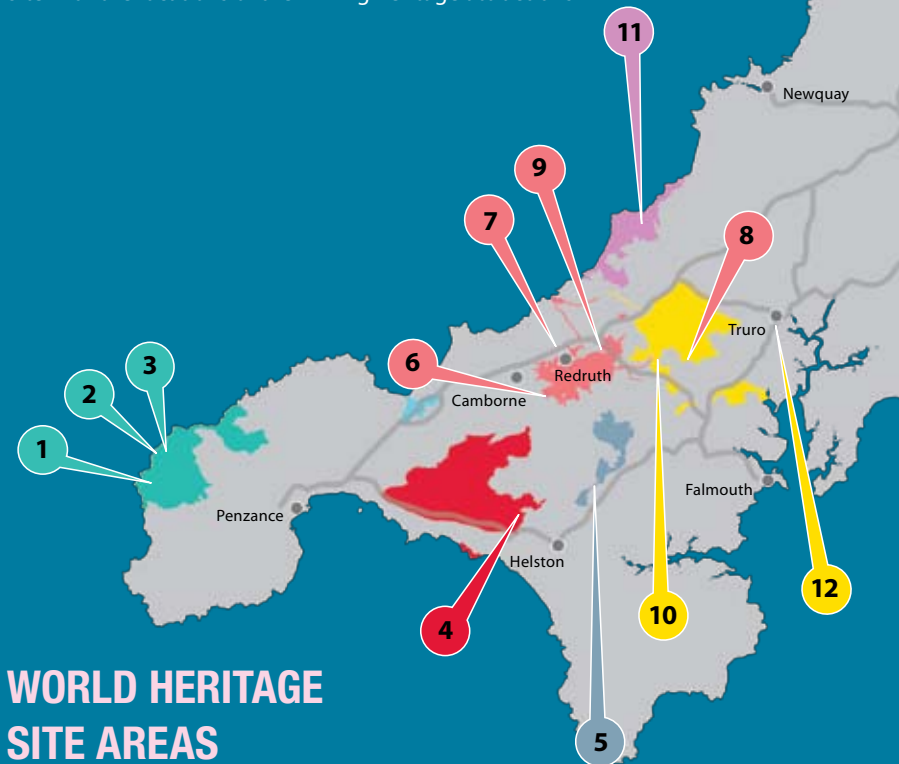 11
Newquay
9
7
8
Truro
3
6
Redruth
2
Camborne
1
Falmouth
Penzance
Helston
12
10
4
WORLD HERITAGE
SITE AREAS
5